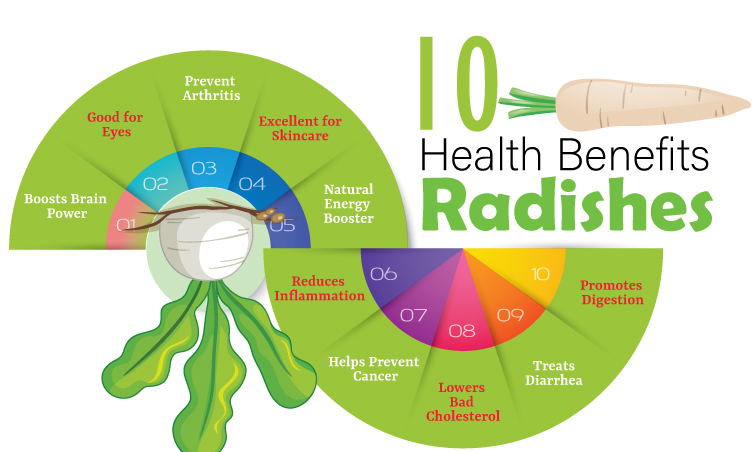 10
Health Benefits
Radishes
Boosts Brain
Power
01
Good for
Eyes
02
Prevent
Arthritis
03
Excellent for
Skincare
04
Natural
Energy
Booster
05
Reduces
Inflammation
06
Helps Prevent
Cancer
07
Lowers
Bad
Cholesterol
08
Treats
Diarrhea
09
Promotes
Digestion
10